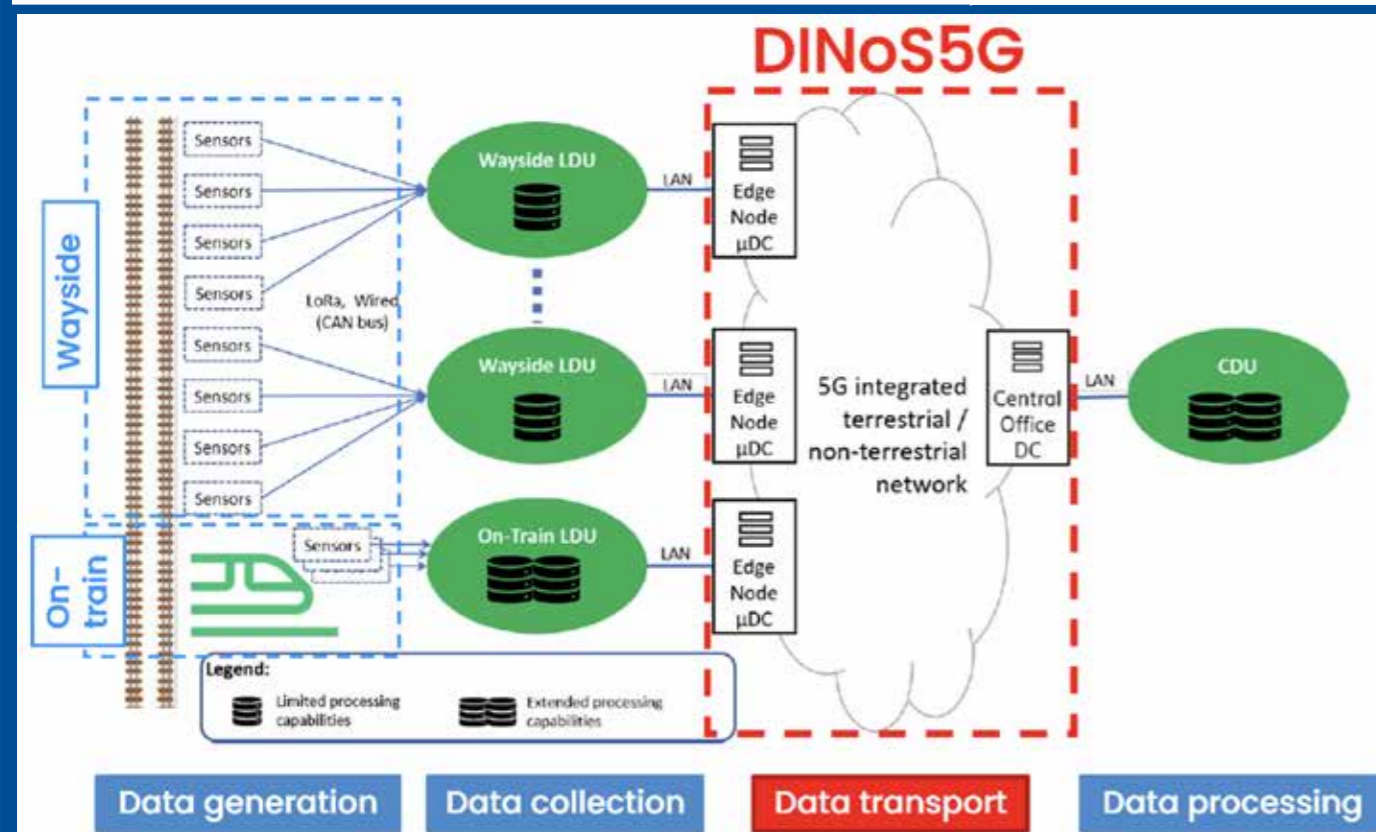 DINoS5G
Wayside
Sensors
Sensors
Sensors
Sensors
LoRa, Wired
(CAN bus)
Sensors
Sensors
Sensors
Sensors
Wayside LDU
LAN
Edge
Node
μDC
Wayside LDU
LAN
Edge
Node
μDC
5G integrated
terrestrial /
non-terrestrial
network
Central
Office
DC
LAN
CDU
On-
train
Sensors
On-Train LDU
LAN
Edge
Node
μDC
Legend:
Limited processing
capabilities
Extended processing
capabilities
Data generation
Data collection
Data transport
Data processing